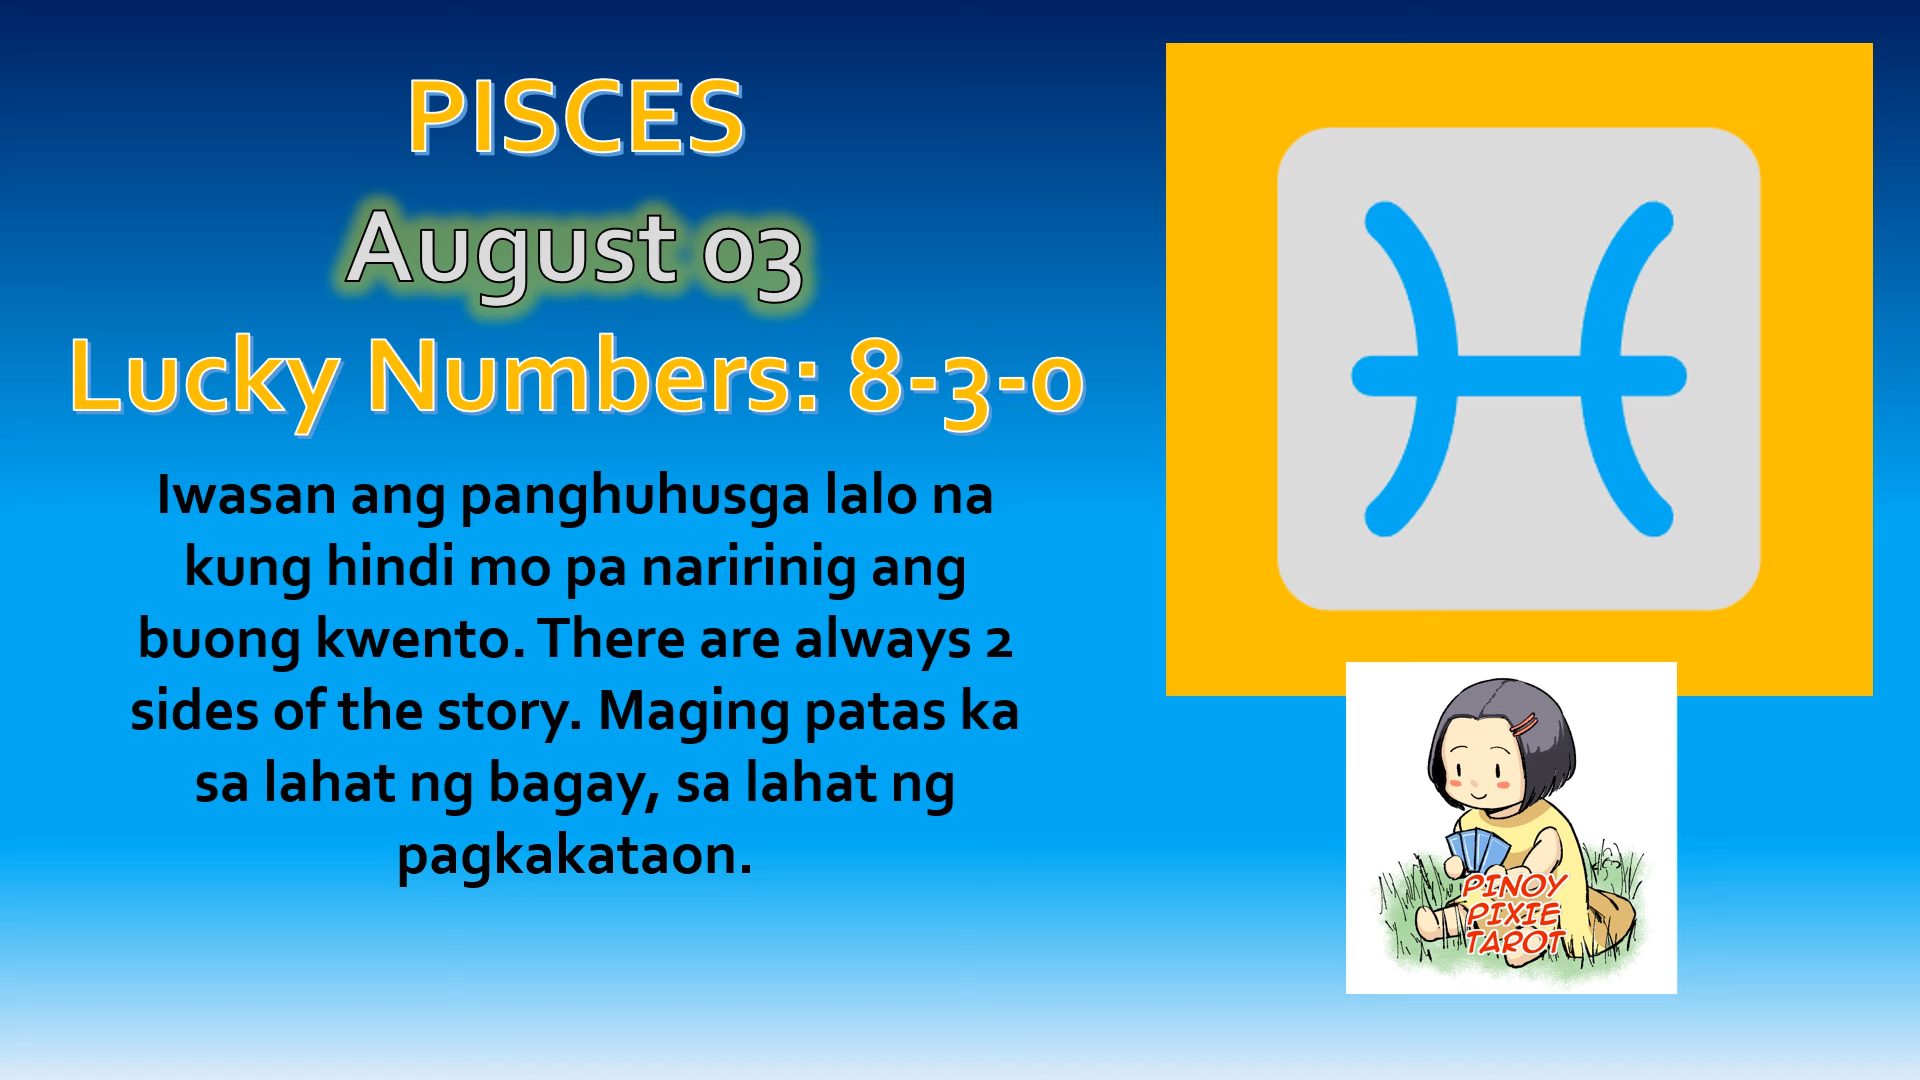 PISCES
August 03
Lucky Numbers: 8-3-0
Iwasan ang panghuhusga lalo na
kung hindi mo pa naririnig ang
buong kwento. There are always 2
sides of the story. Maging patas ka
sa lahat ng bagay, sa lahat ng
pagkakataon.
PINOY
PIXIE
TAROT